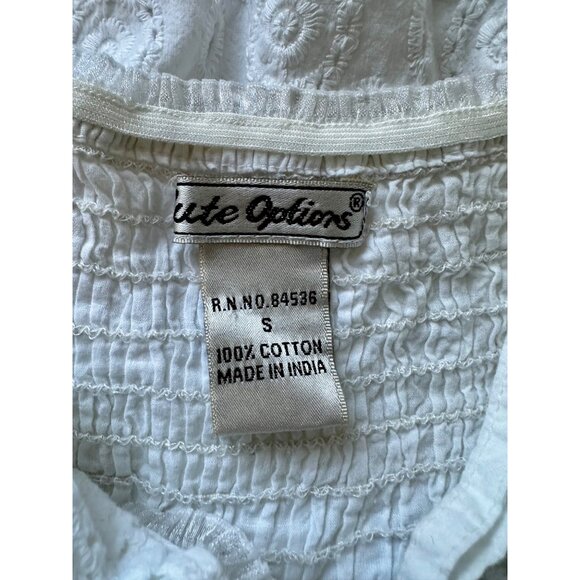 ute Options®
R.N.NO.84536
S
100% COTTON
MADE IN INDIA